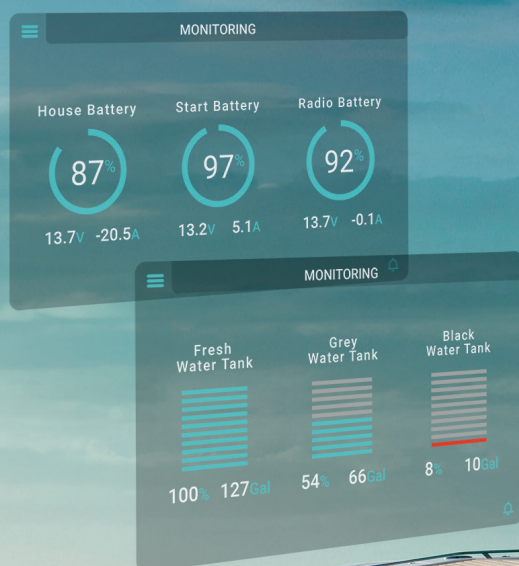 MONITORING
House Battery
Start Battery
Radio Battery
87%
97%
92%
13.7V -20.5A
13.2V 5.1A
13.7V -0.1A
MONITORING
Fresh
Water Tank
Grey
Water Tank
Black
Water Tank
100% 127Gal
54% 66Gal
8% 10Gal